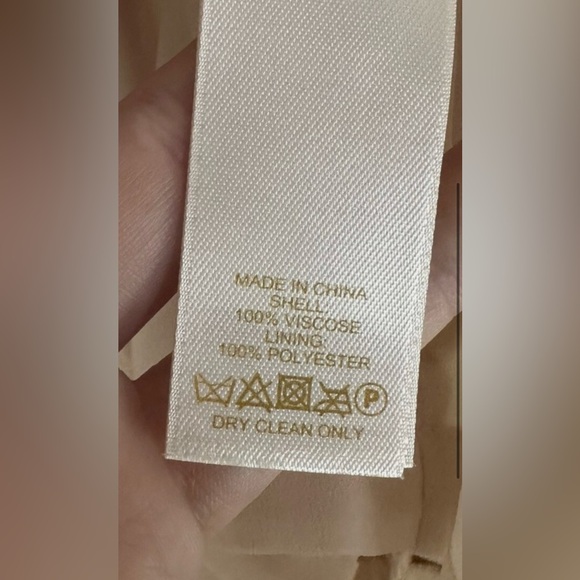 MADE IN CHINA
SHELL
100% VISCOSE
LINING
100% POLYESTER
P
DRY CLEAN ONLY